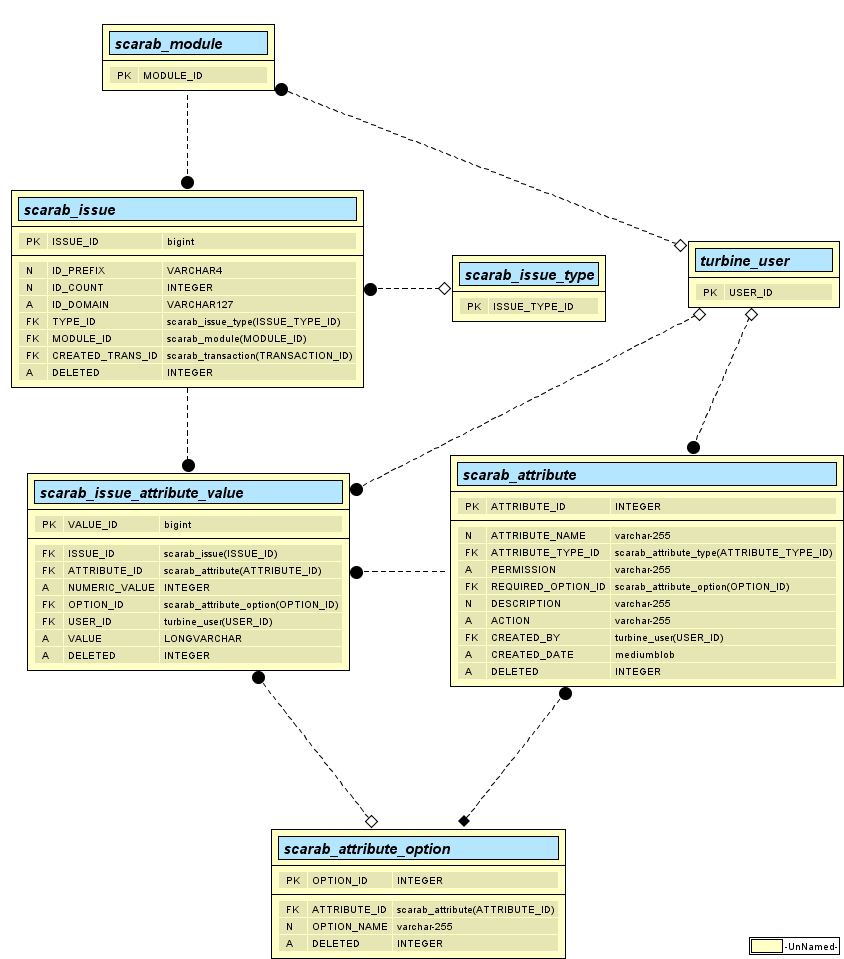 scarab_module
PK MODULE_ID
scarab_issue
PK ISSUE_ID bigint
N ID_PREFIX VARCHAR4
N ID_COUNT INTEGER
A ID_DOMAIN VARCHAR127
FK TYPE_ID scarab_issue_type(ISSUE_TYPE_ID)
FK MODULE_ID scarab_module(MODULE_ID)
FK CREATED_TRANS_ID scarab_transaction(TRANSACTION_ID)
A DELETED INTEGER
scarab_issue_type
PK ISSUE_TYPE_ID
turbine_user
PK USER_ID
scarab_issue_attribute_value
PK VALUE_ID bigint
FK ISSUE_ID scarab_issue(ISSUE_ID)
FK ATTRIBUTE_ID scarab_attribute(ATTRIBUTE_ID)
A NUMERIC_VALUE INTEGER
FK OPTION_ID scarab_attribute_option(OPTION_ID)
FK USER_ID turbine_user(USER_ID)
A VALUE LONGVARCHAR
A DELETED INTEGER
scarab_attribute
PK ATTRIBUTE_ID INTEGER
N ATTRIBUTE_NAME varchar-255
FK ATTRIBUTE_TYPE_ID scarab_attribute_type(ATTRIBUTE_TYPE_ID)
A PERMISSION varchar-255
FK REQUIRED_OPTION_ID scarab_attribute_option(OPTION_ID)
N DESCRIPTION varchar-255
A ACTION varchar-255
FK CREATED_BY turbine_user(USER_ID)
A CREATED_DATE mediumblob
A DELETED INTEGER
scarab_attribute_option
PK OPTION_ID INTEGER
FK ATTRIBUTE_ID scarab_attribute(ATTRIBUTE_ID)
N OPTION_NAME varchar-255
A DELETED INTEGER
-UnNamed-